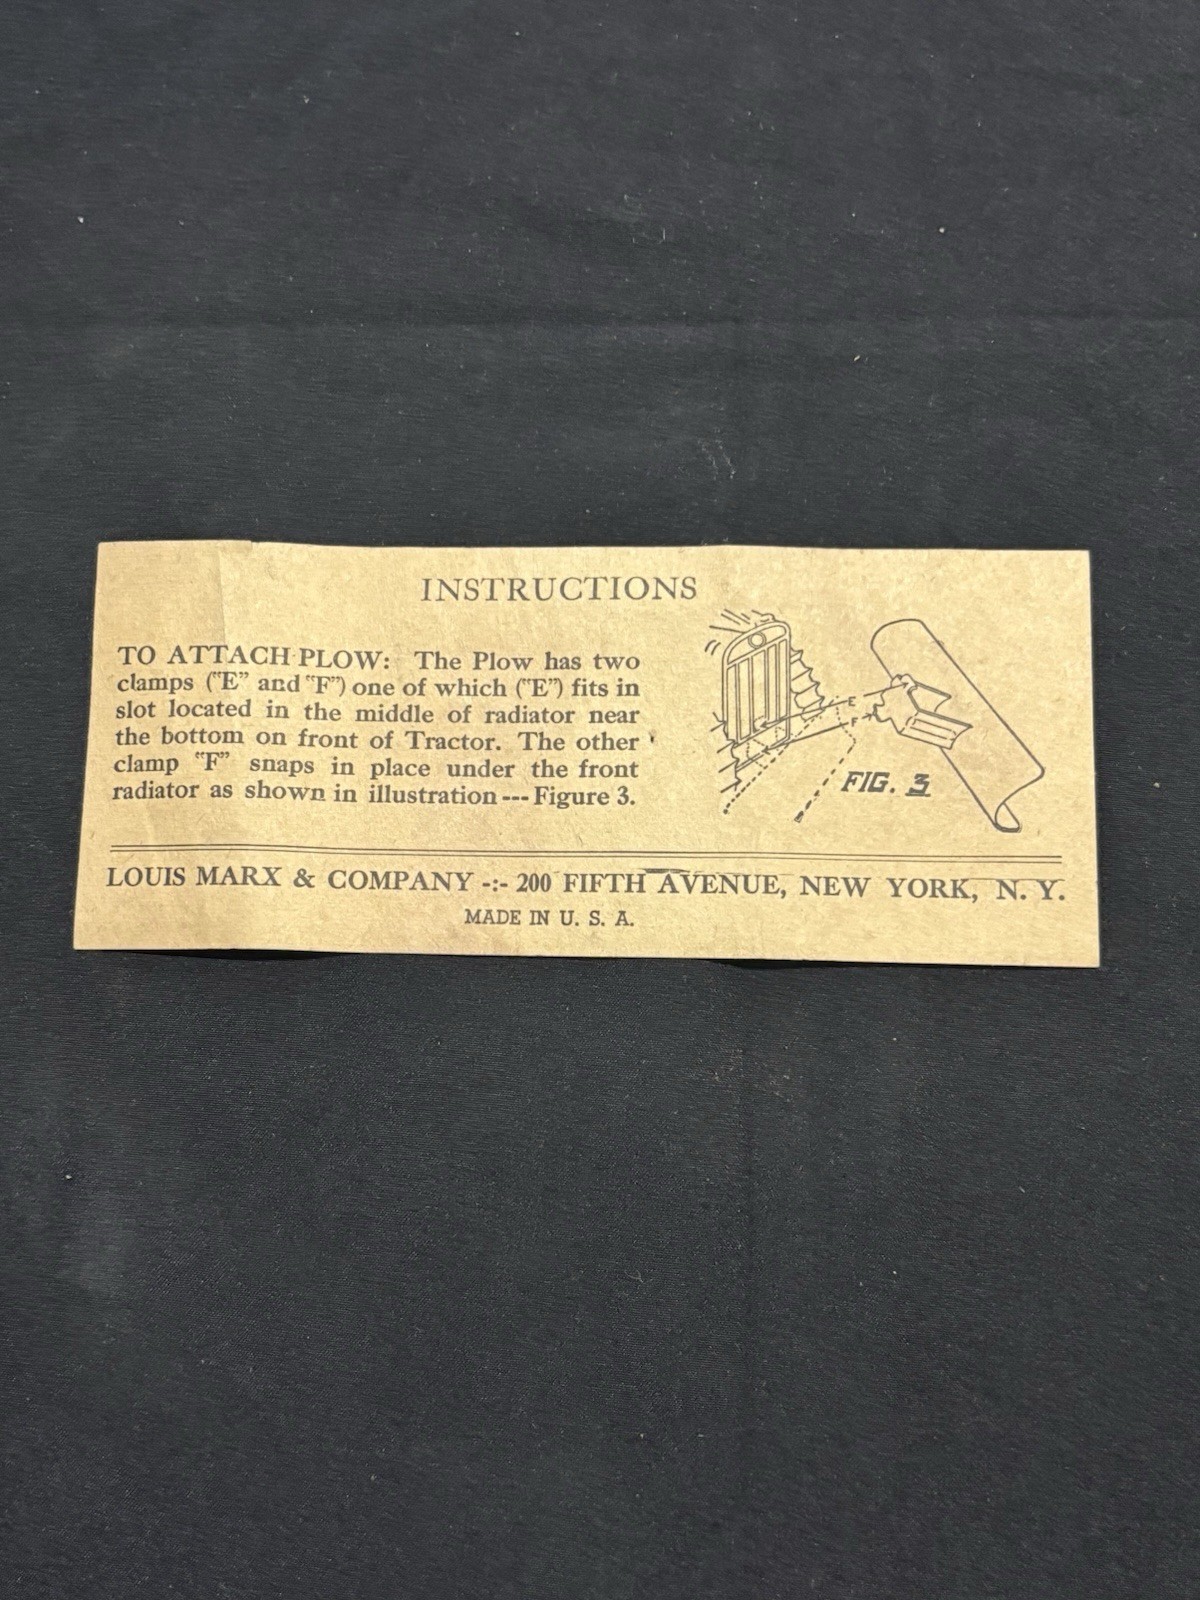 INSTRUCTIONS
TO ATTACH PLOW: The Plow has two
clamps ("E" and "F") one of which ("E") fits in
slot located in the middle of radiator near
the bottom on front of Tractor. The other
clamp "F" snaps in place under the front
radiator as shown in illustration --- Figure 3.
E
F
FIG. 3
LOUIS MARX & COMPANY -:- 200 FIFTH AVENUE, NEW YORK, N. Y.
MADE IN U. S. A.